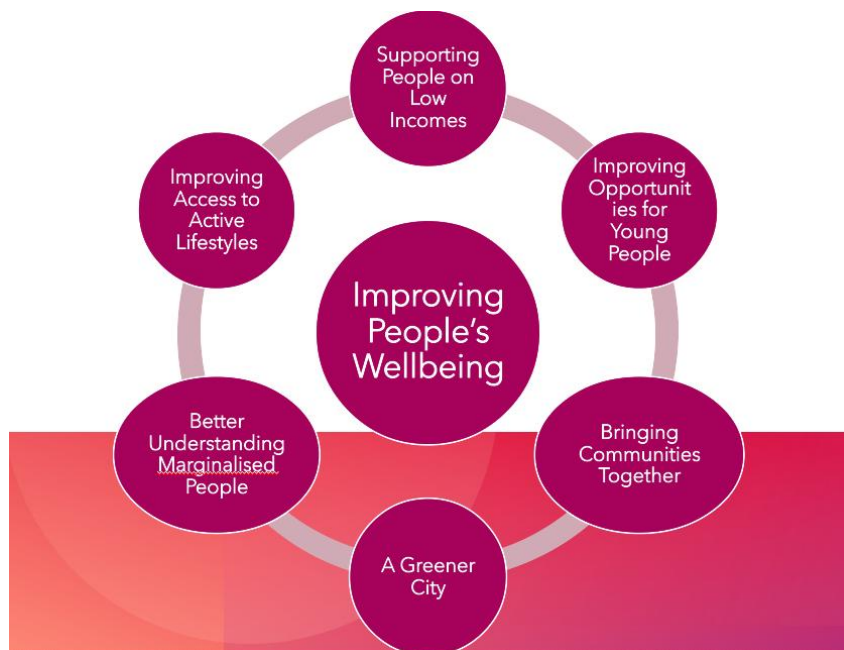 Supporting
People on
Low
Incomes
Improving
Opportunit
ies for
Young
People
Bringing
Communities
Together
A Greener
City
Better
Understanding
Marginalised
People
Improving
Access to
Active
Lifestyles
Improving
People’s
Wellbeing